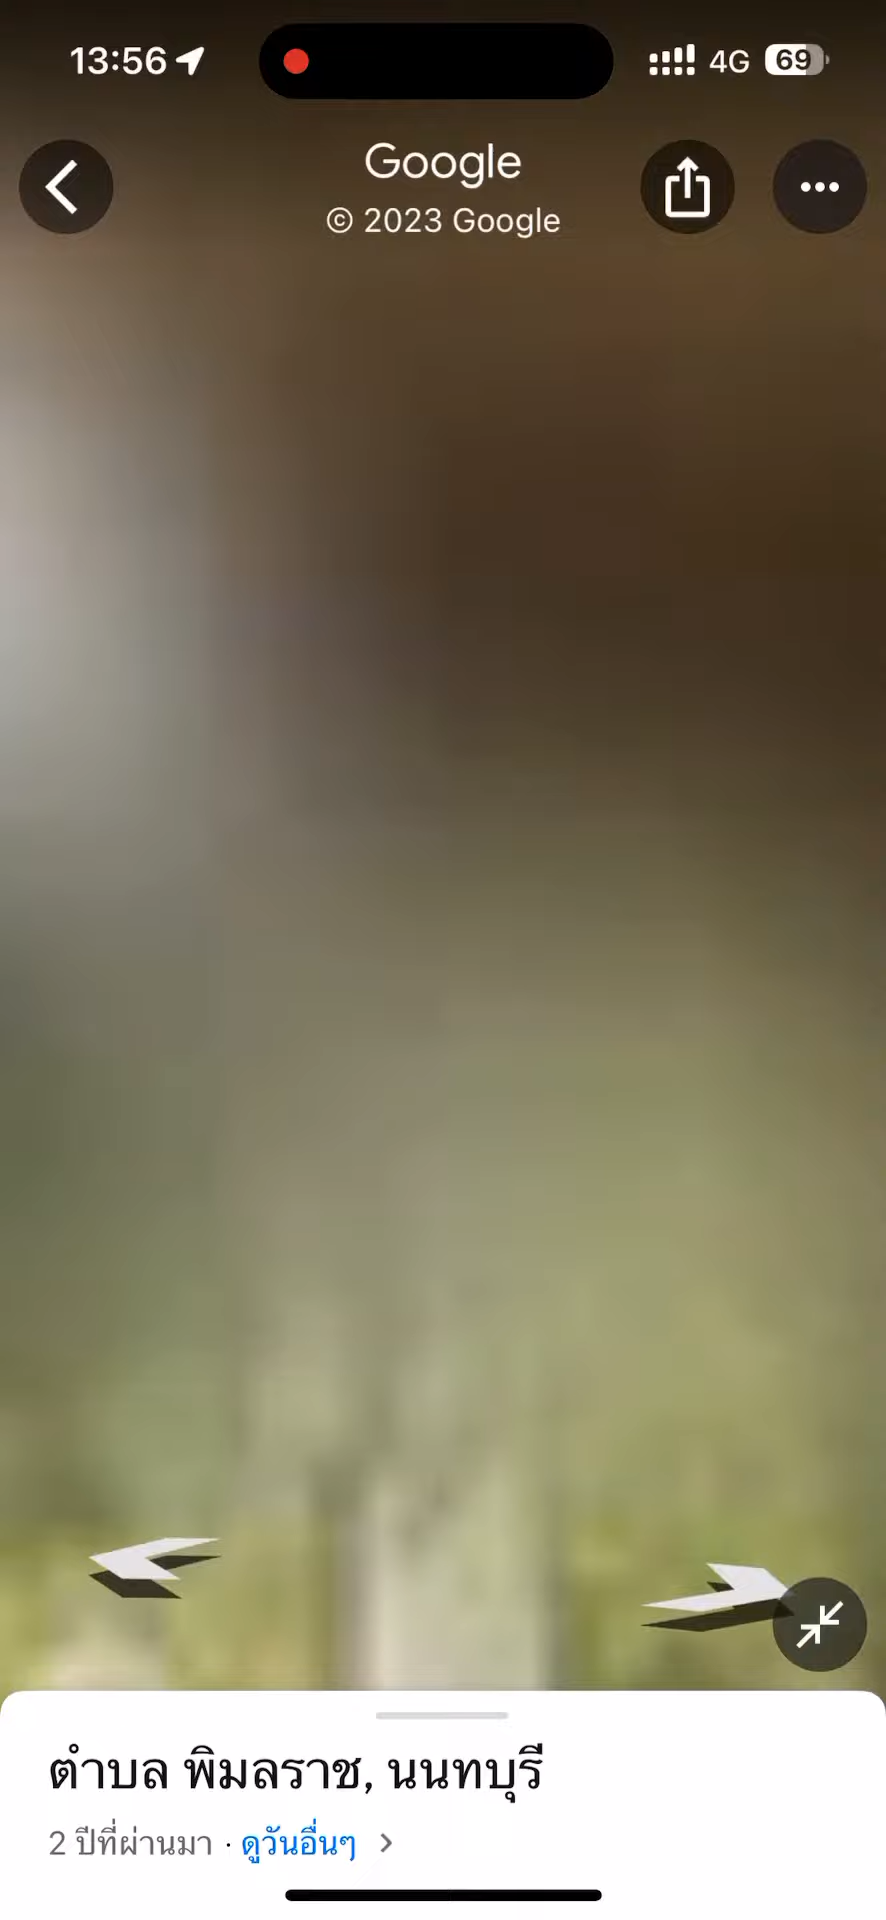 13:56
4G 69
Google
© 2023 Google
ตำบล พิมลราช, นนทบุรี
2 ปีที่ผ่านมา · ดูวันอื่นๆ